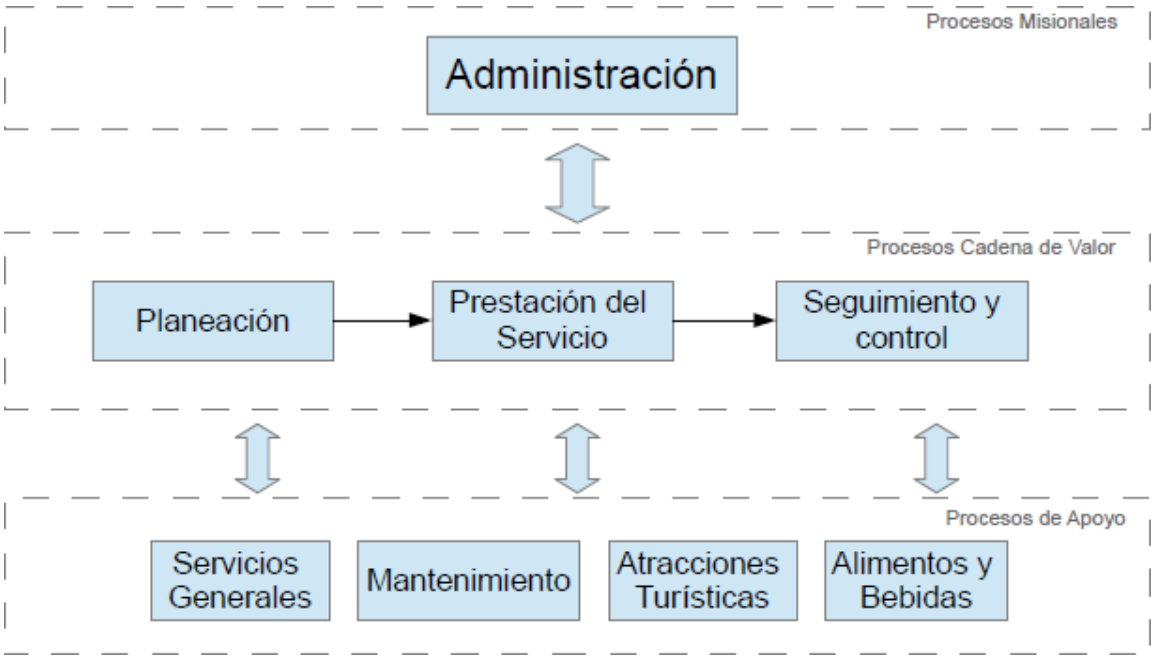 Procesos Misionales
Administración
Procesos Cadena de Valor
Planeación
Prestación del
Servicio
Seguimiento y
control
Procesos de Apoyo
Servicios
Generales
Mantenimiento
Atracciones
Turísticas
Alimentos y
Bebidas